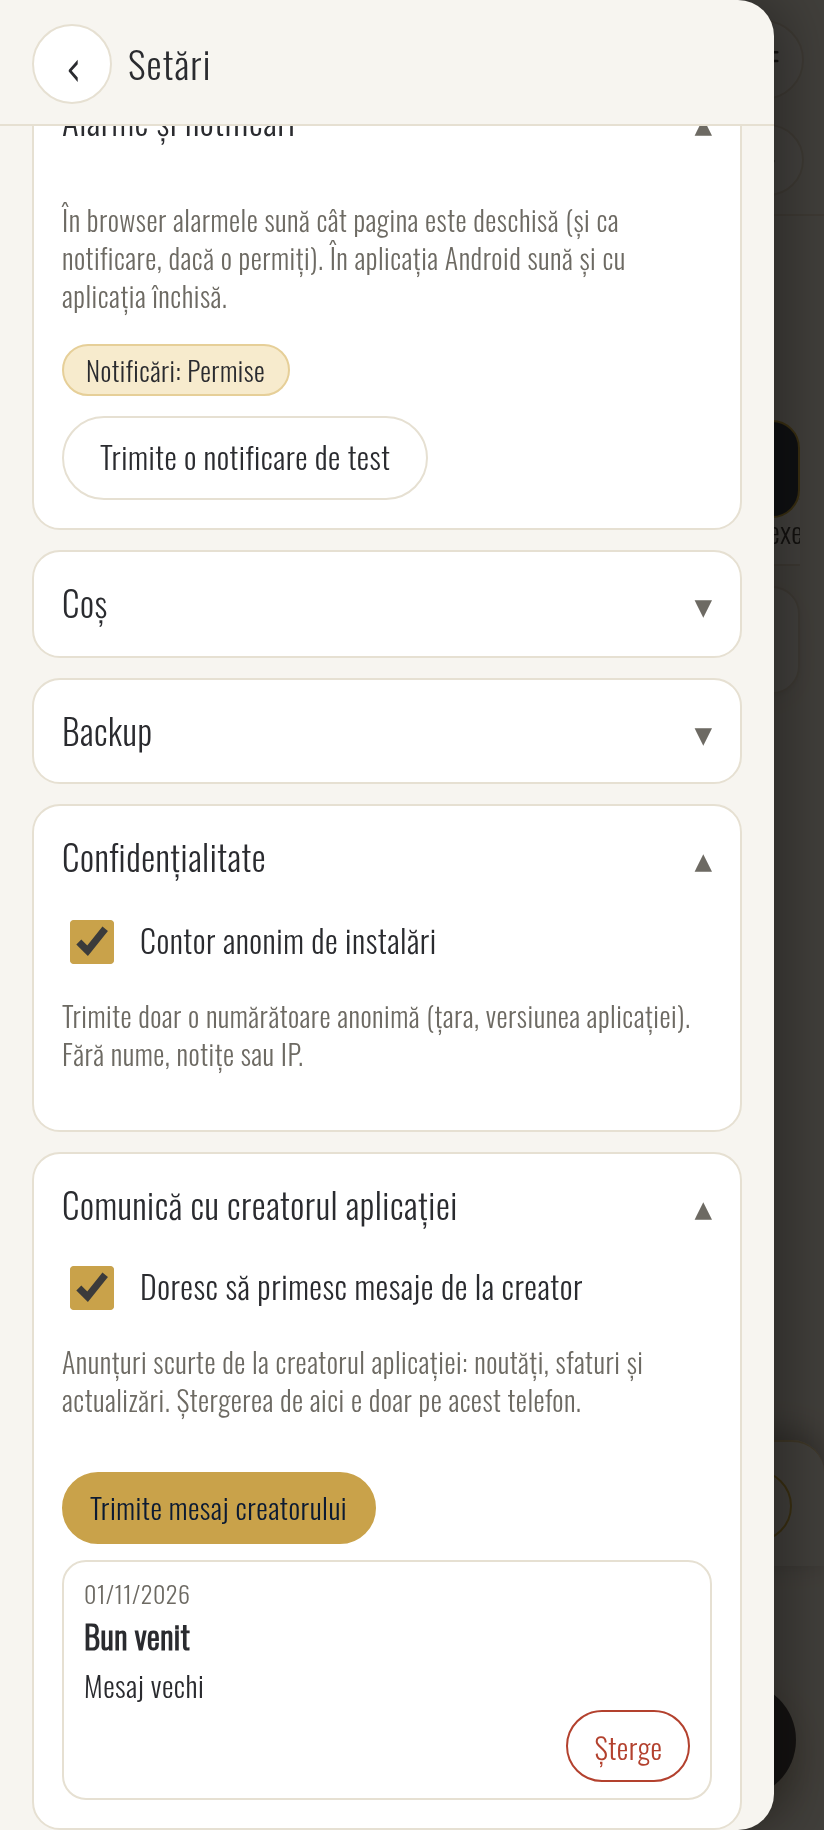 Setări
Alarme și notificări
În browser alarmele sună cât pagina este deschisă (și ca
notificare, dacă o permiți). În aplicația Android sună și cu
aplicația închisă.
Notificări: Permise
Trimite o notificare de test
Coș
Backup
Confidențialitate
Contor anonim de instalări
Trimite doar o numărătoare anonimă (țara, versiunea aplicației).
Fără nume, notițe sau IP.
Comunică cu creatorul aplicației
Doresc să primesc mesaje de la creator
Anunțuri scurte de la creatorul aplicației: noutăți, sfaturi și
actualizări. Ștergerea de aici e doar pe acest telefon.
Trimite mesaj creatorului
01/11/2026
Bun venit
Mesaj vechi
Șterge